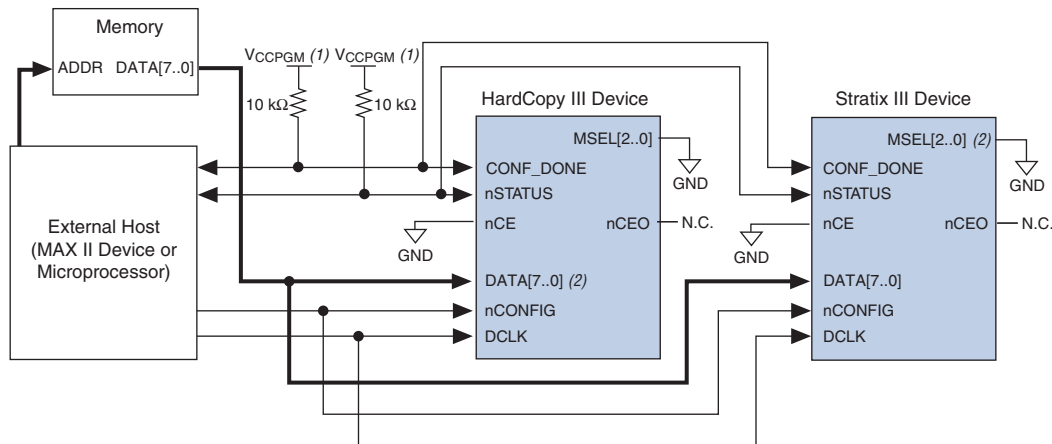 Memory
ADDR DATA[7..0]
VCCPGM (1) VCCPGM (1)
10 kΩ 10 kΩ
HardCopy III Device
Stratix III Device
MSEL[2..0]
MSEL[2..0] (2)
GND
GND
External Host
(MAX II Device or
Microprocessor)
CONF_DONE
nSTATUS
nCE
nCEO
N.C.
GND
DATA[7..0] (2)
nCONFIG
DCLK
CONF_DONE
nSTATUS
nCE
nCEO
N.C.
GND
DATA[7..0]
nCONFIG
DCLK